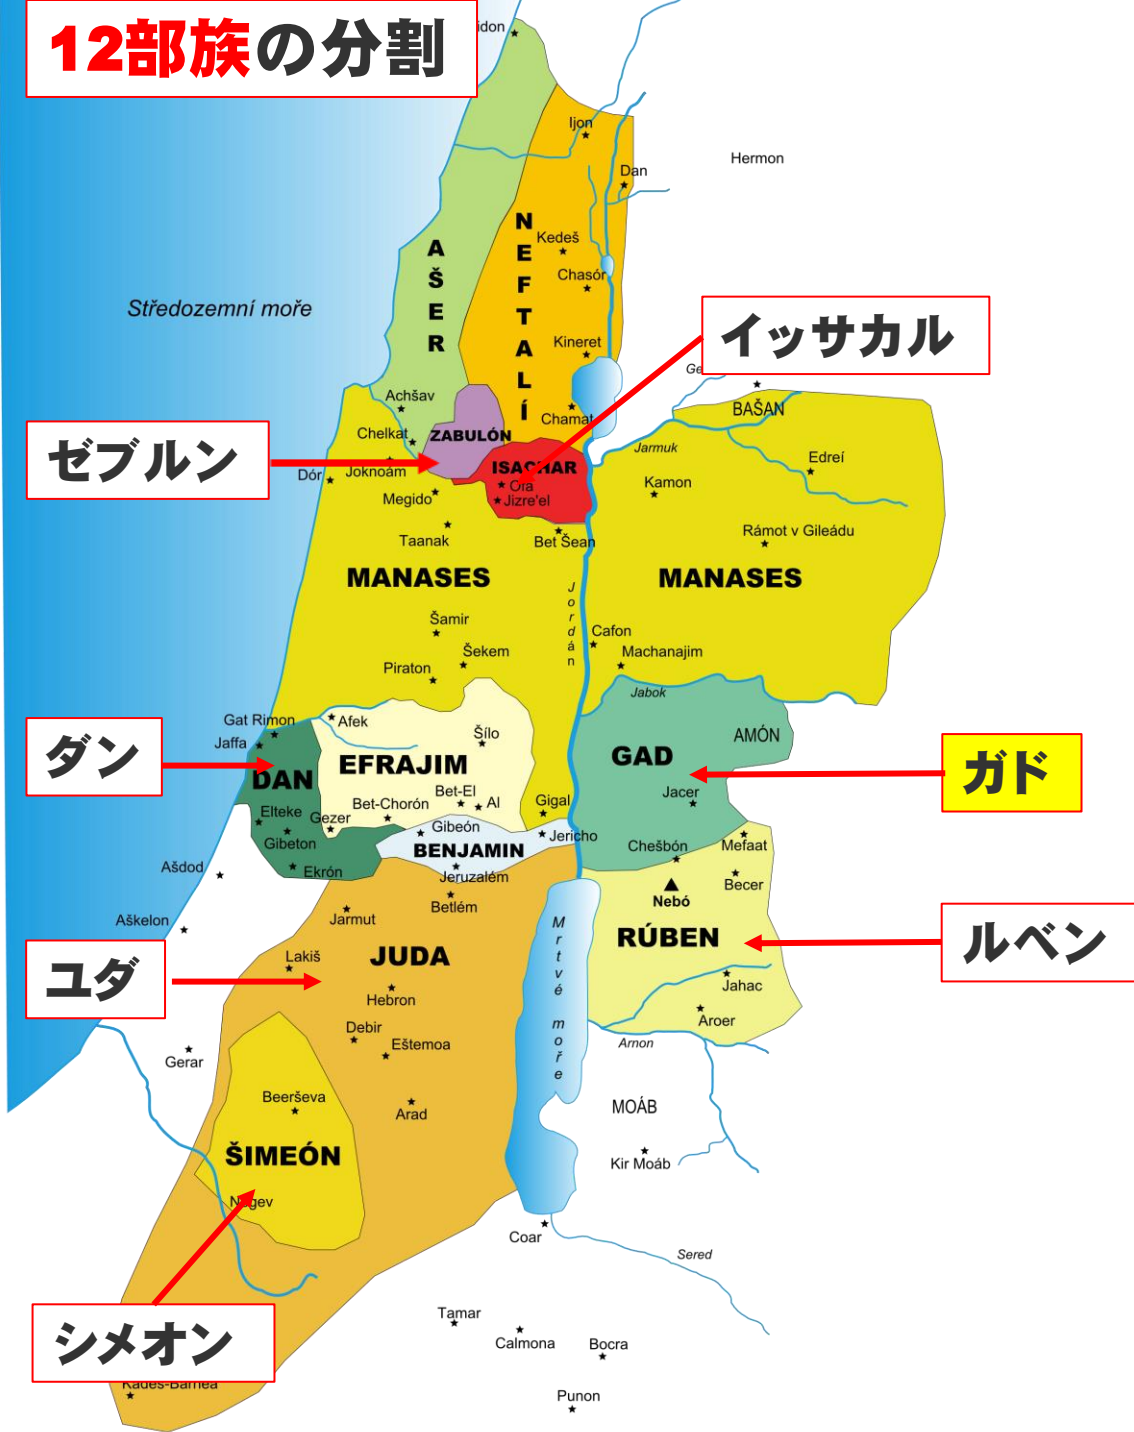 12部族の分割
idon
Ijon
Dan
Hermon
NEFTALÍ
Kedeš
AŠER
Chasór
Středozemní moře
イッサカル
Kineret
Ge
BAŠAN
Achšav
Chamat
Chelkat
ZABULÓN
ゼブルン
Jarmuk
Edreí
Dór
Joknoám
ISACHAR
Ofra
Kamon
Megido
Jizre'el
Rámot v Gileádu
Taanak
Bet Šean
MANASES
MANASES
Jordán
Šamir
Cafon
Šekem
Machanajim
Piraton
Jabok
Gat Rimon
Afek
Jaffa
Šílo
AMÓN
ダン
DAN
EFRAJIM
GAD
ガド
Bet-El
Jacer
Bet-Chorón
Al
Gigal
Elteke
Gezer
Gibeón
Jericho
Gibeton
BENJAMIN
Chešbón
Mefaat
Ašdod
Ekrón
Jeruzalém
Becer
Betlém
Nebó
Jarmut
Aškelon
Mrtvé moře
RÚBEN
ルベン
Lakiš
JUDA
ユダ
Jahac
Hebron
Aroer
Debir
Eštemoa
Arnon
Gerar
Beerševa
Arad
MOÁB
ŠIMEÓN
Kir Moáb
Negev
Coar
Sered
Tamar
シメオン
Calmona
Bocra
Kádeš-Barnea
Punon